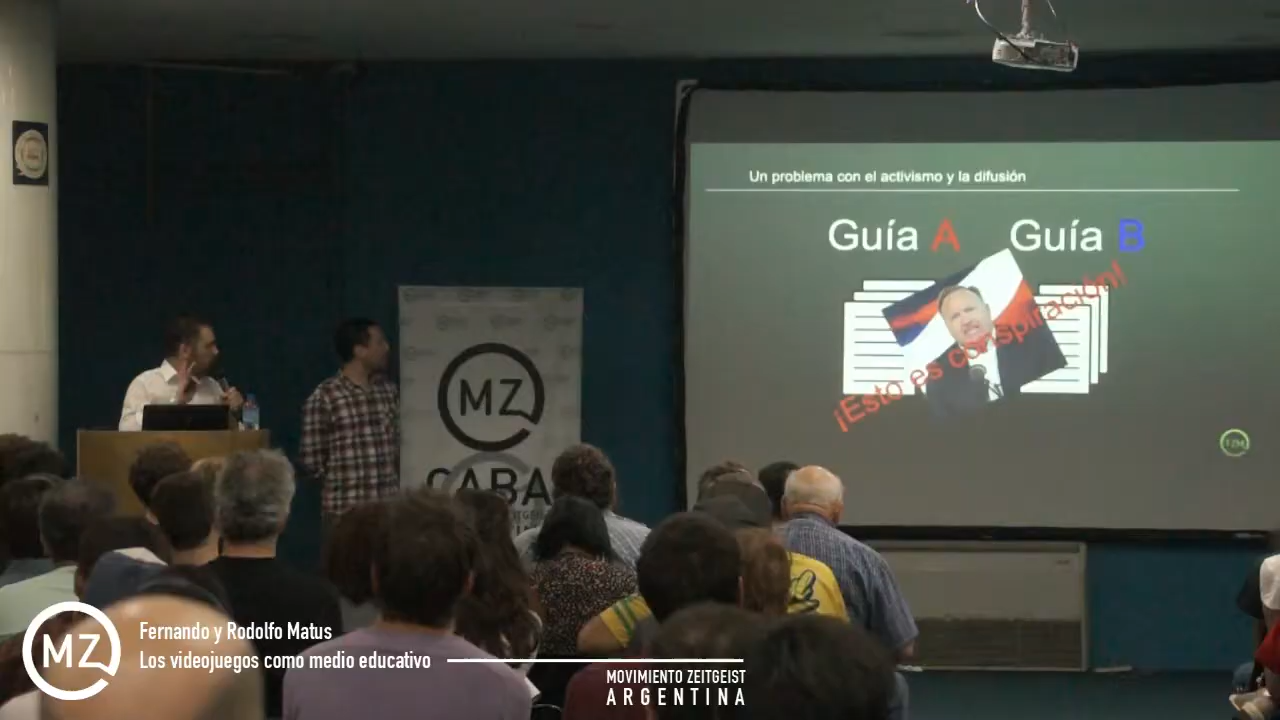 Un problema con el activismo y la difusión
Guía A Guía B
¡Esto es conspiración!
TZM
MZ
CABA
MZ
Fernando y Rodolfo Matus
Los videojuegos como medio educativo
MOVIMIENTO ZEITGEIST
ARGENTINA